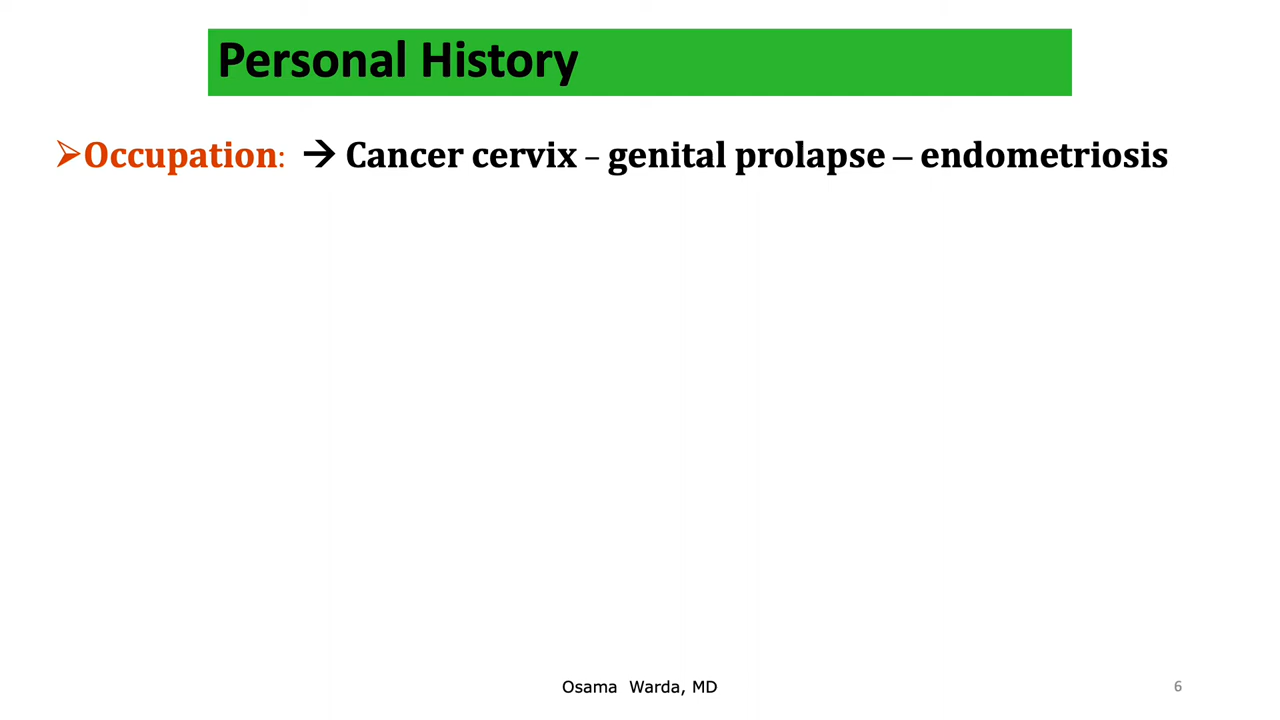 Personal History
➢Occupation: → Cancer cervix – genital prolapse – endometriosis
Osama Warda, MD
6